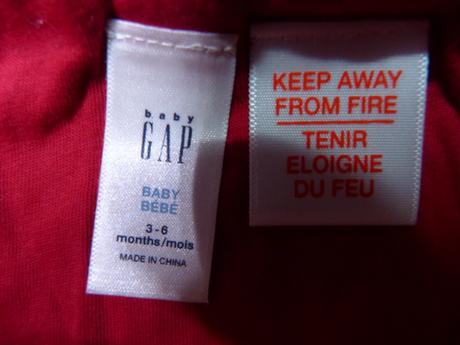 baby
GAP
BABY
BÉBÉ
3-6
months/mois
MADE IN CHINA
KEEP AWAY
FROM FIRE
TENIR
ELOIGNE
DU FEU